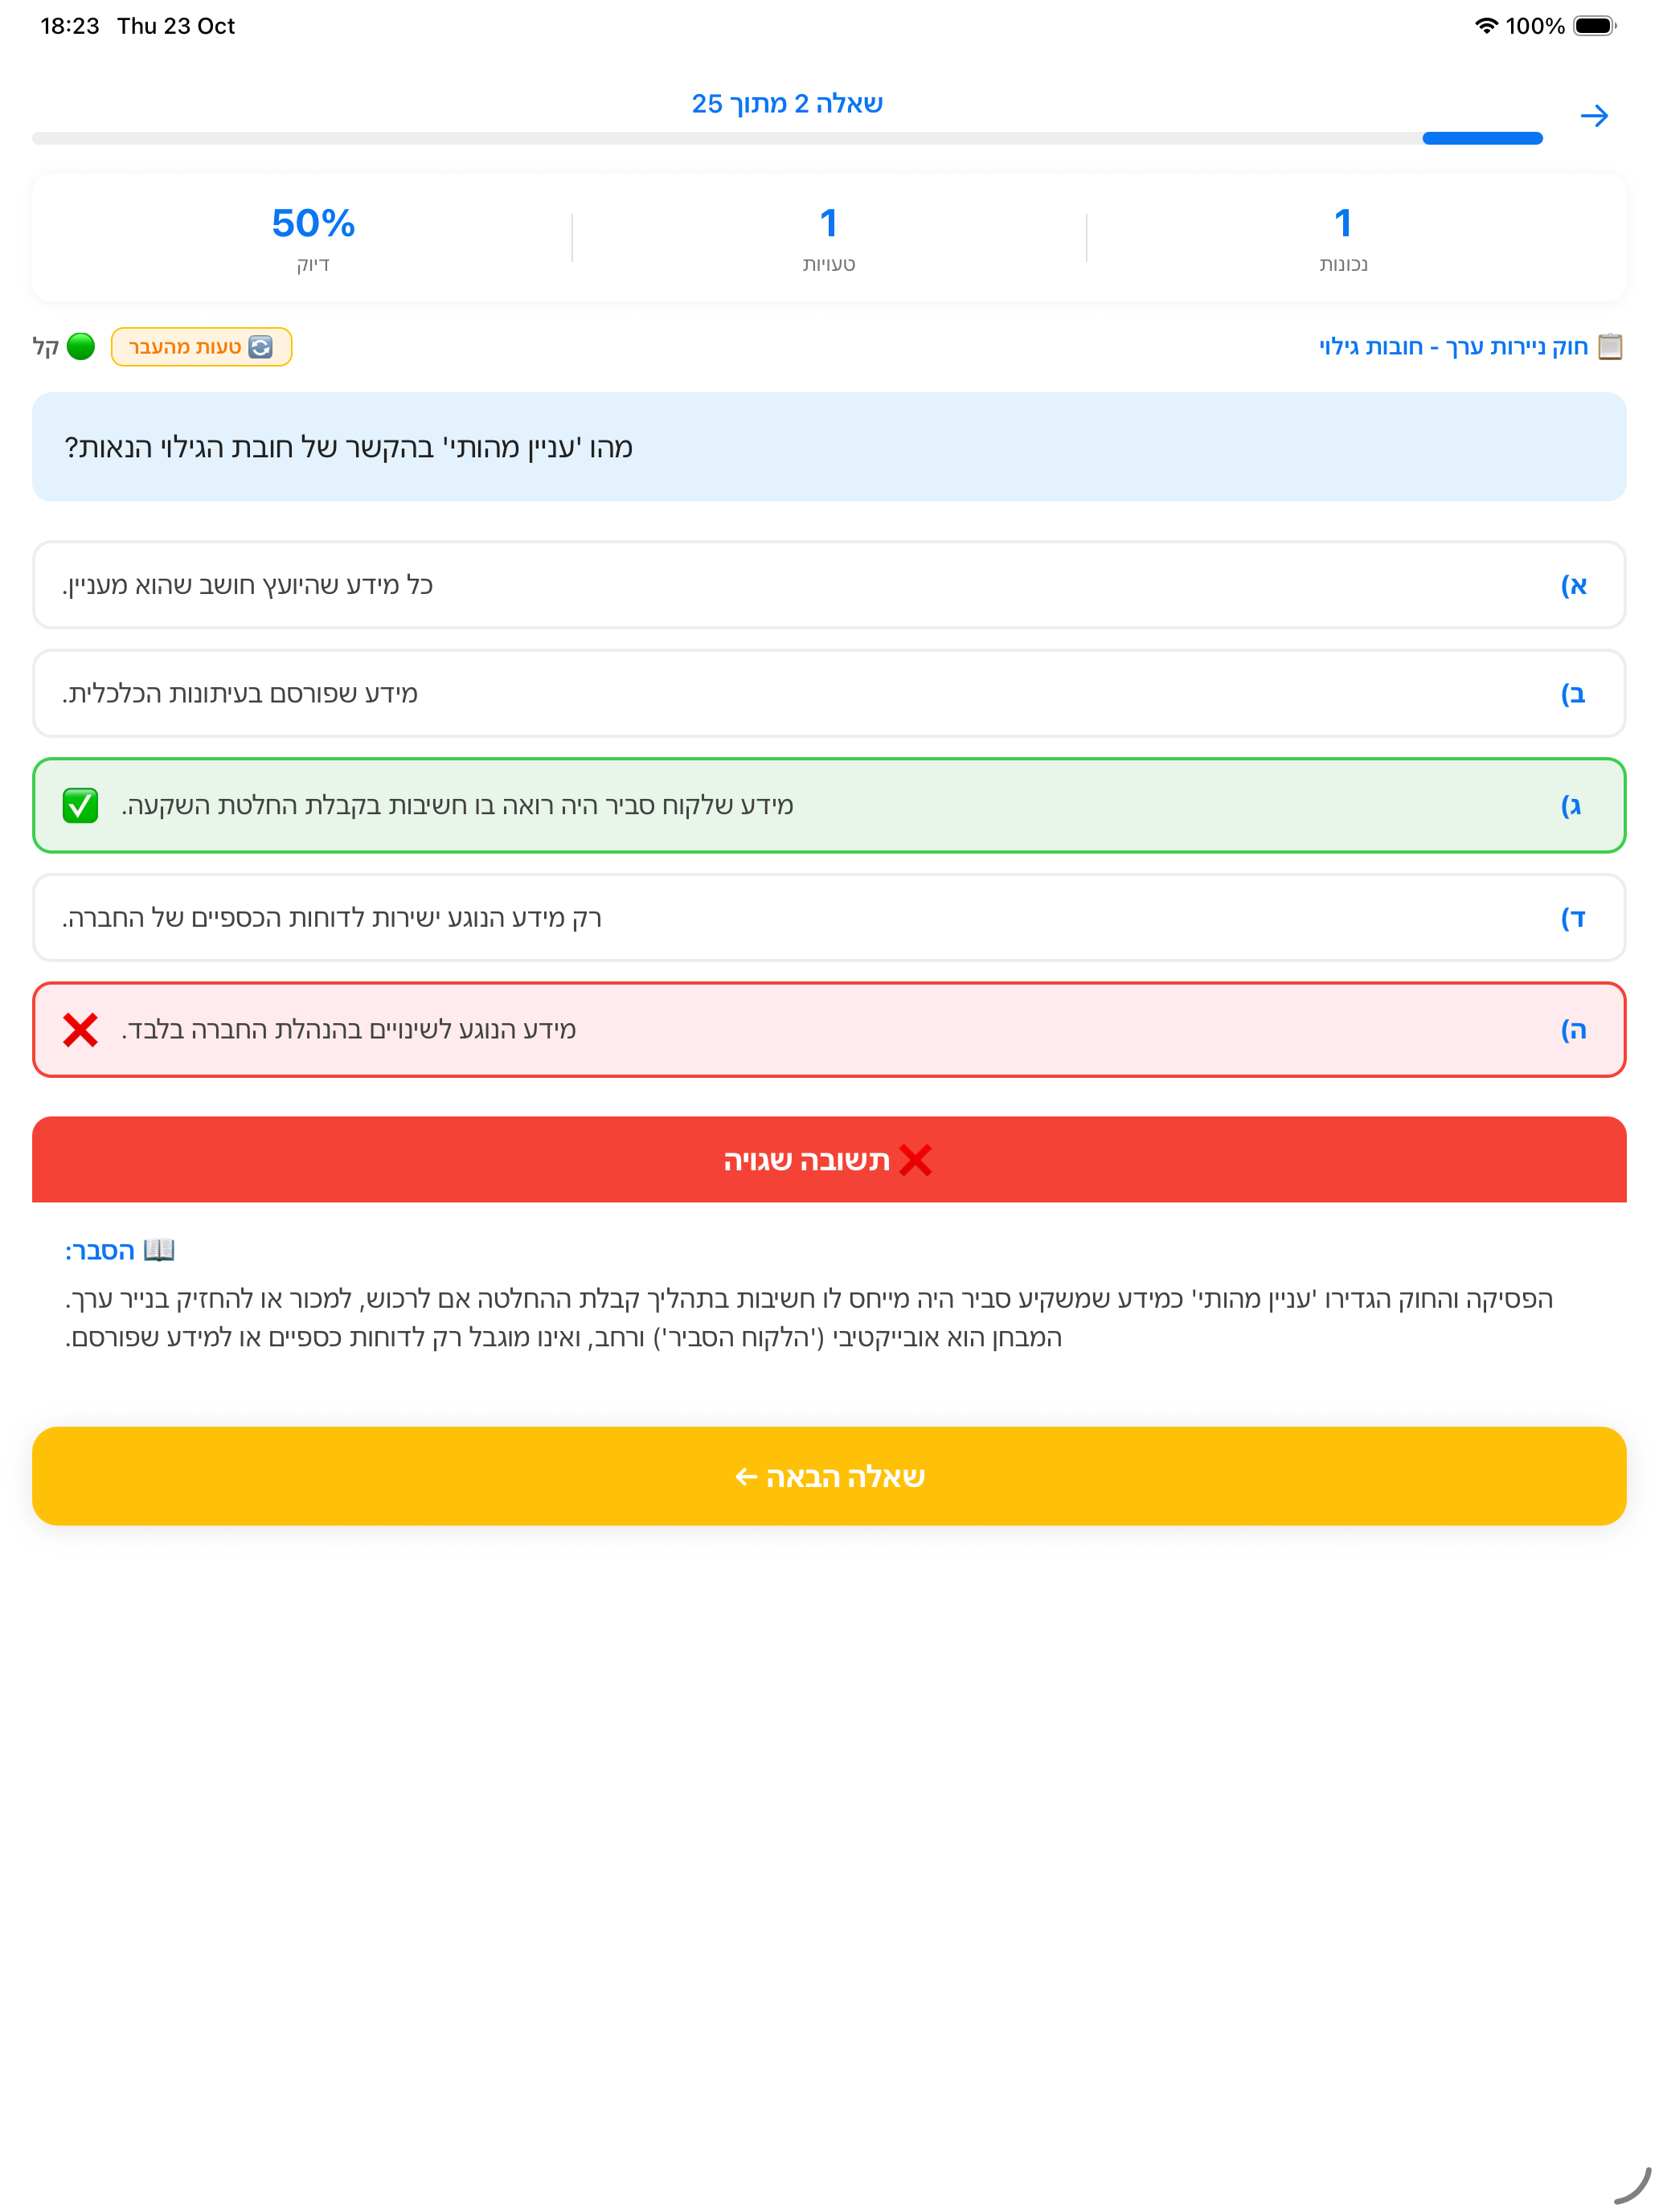 18:23 Thu 23 Oct
100%
שאלה 2 מתוך 25
1
נכונות
1
טעויות
50%
דיוק
חוק ניירות ערך - חובות גילוי
טעות מהעבר
קל
מהו 'עניין מהותי' בהקשר של חובת הגילוי הנאות?
א) כל מידע שהיועץ חושב שהוא מעניין.
ב) מידע שפורסם בעיתונות הכלכלית.
ג) מידע שלקוח סביר היה רואה בו חשיבות בקבלת החלטת השקעה.
ד) רק מידע הנוגע ישירות לדוחות הכספיים של החברה.
ה) מידע הנוגע לשינויים בהנהלת החברה בלבד.
תשובה שגויה
הסבר:
הפסיקה והחוק הגדירו 'עניין מהותי' כמידע שמשקיע סביר היה מייחס לו חשיבות בתהליך קבלת ההחלטה אם לרכוש, למכור או להחזיק בנייר ערך.
המבחן הוא אובייקטיבי ('הלקוח הסביר') ורחב, ואינו מוגבל רק לדוחות כספיים או למידע שפורסם.
שאלה הבאה ←